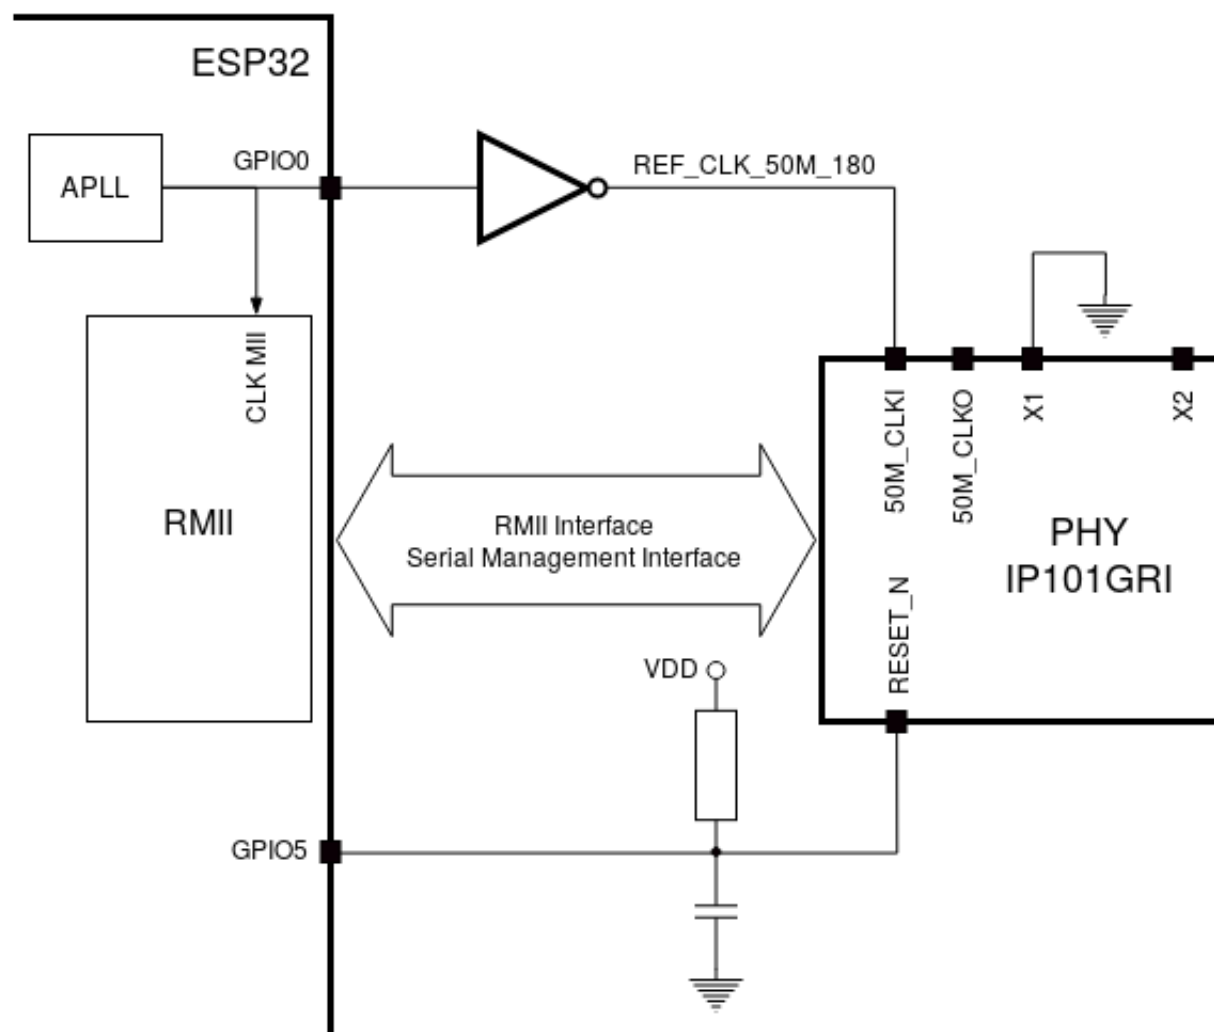 ESP32
GPIO0
REF_CLK_50M_180
APLL
CLK MII
50M_CLKI
50M_CLKO
X1
X2
RMII
RMII Interface
Serial Management Interface
PHY
IP101GRI
RESET_N
VDD
GPIO5